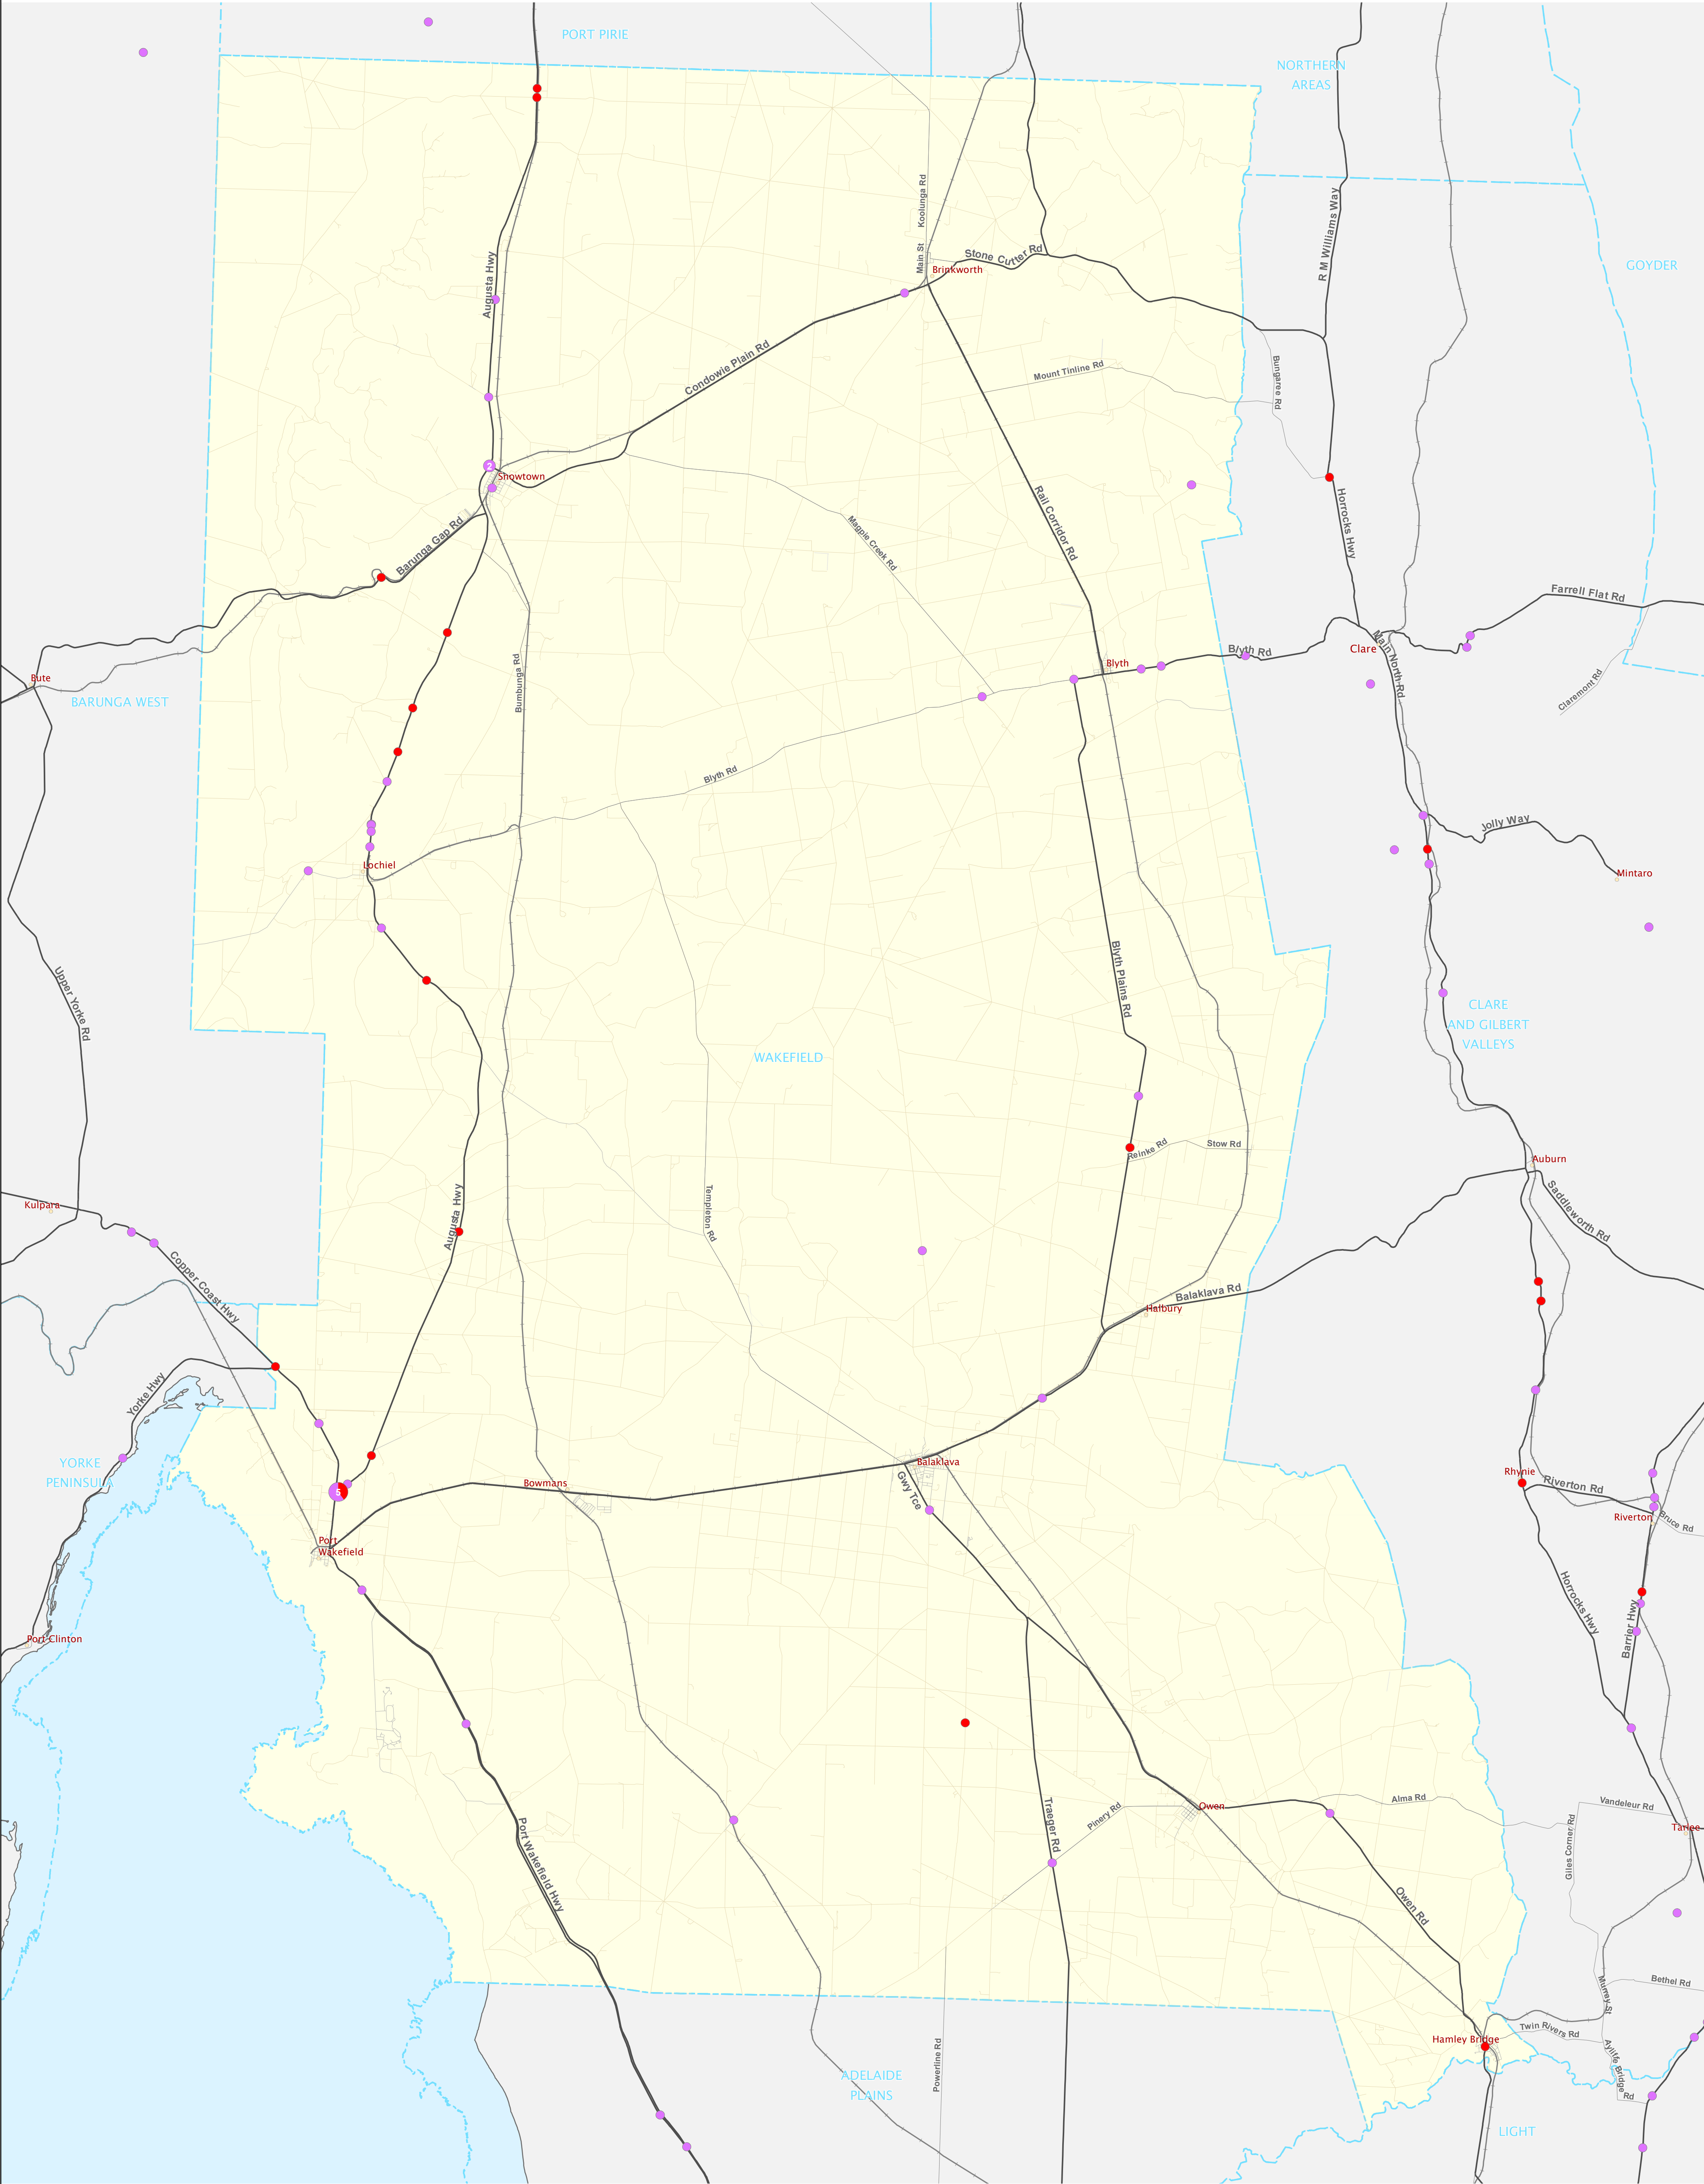 PORT PIRIE
NORTHERN
AREAS
GOYDER
Koolunga Rd
R M Williams Way
Main St
Stone Cutter Rd
Brinkworth
Augusta Hwy
Condowie Plain Rd
Mount Tinline Rd
Bungaree Rd
2
Snowtown
Rail Corridor Rd
Horrocks Hwy
Magpie Creek Rd
Barunga Gap Rd
Farrell Flat Rd
Main North Rd
Clare
Blyth Rd
Blyth
Bute
BARUNGA WEST
Bumbunga Rd
Claremont Rd
Blyth Rd
Jolly Way
Lochiel
Mintaro
Upper Yorke Rd
Blyth Plains Rd
CLARE
AND GILBERT
VALLEYS
WAKEFIELD
Reinke Rd
Stow Rd
Auburn
Saddleworth Rd
Kulpara
Templeton Rd
Augusta Hwy
Copper Coast Hwy
Balaklava Rd
Halbury
Yorke Hwy
YORKE
PENINSULA
5
Bowmans
Balaklava
Gwy Tce
Rhynie
Riverton Rd
Riverton
Bruce Rd
Port
Wakefield
Horrocks Hwy
Barrier Hwy
Port Clinton
Port Wakefield Hwy
Traeger Rd
Pinery Rd
Owen
Alma Rd
Vandeleur Rd
Giles Corner Rd
Tarlee
Owen Rd
Murrey St
Bethel Rd
Twin Rivers Rd
Hamley Bridge
Ayliffe Bridge
Rd
Powerline Rd
ADELAIDE
PLAINS
LIGHT